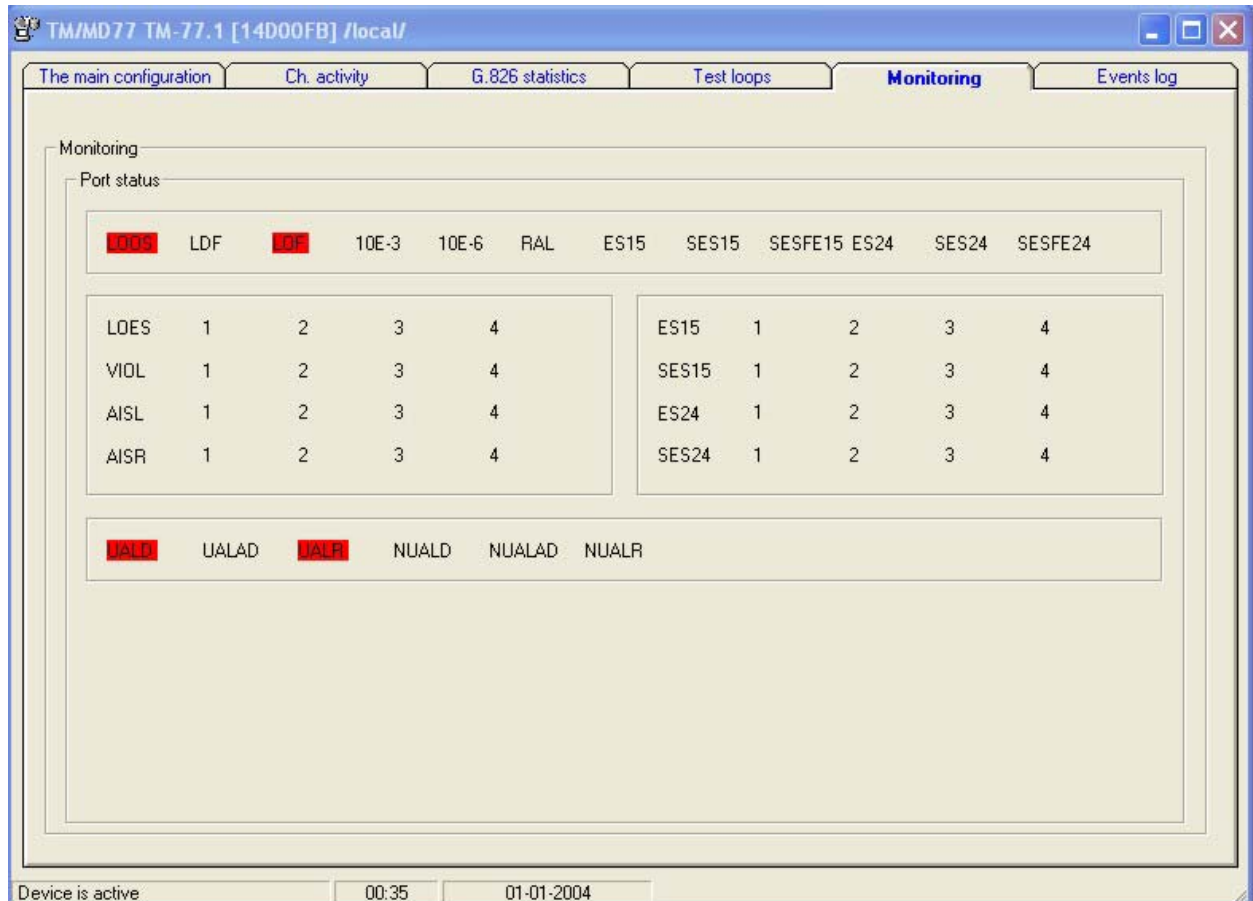 TM/MD77 TM-77.1 [14D00FB] /local/
The main configuration Ch. activity G.826 statistics Test loops Monitoring Events log
Monitoring
Port status
LOOS LDF LOF 10E-3 10E-6 RAL ES15 SES15 SESFE15 ES24 SES24 SESFE24
LOES 1 2 3 4
VIOL 1 2 3 4
AISL 1 2 3 4
AISR 1 2 3 4
ES15 1 2 3 4
SES15 1 2 3 4
ES24 1 2 3 4
SES24 1 2 3 4
UALD UALAD UALR NUALD NUALAD NUALR
Device is active 00:35 01-01-2004